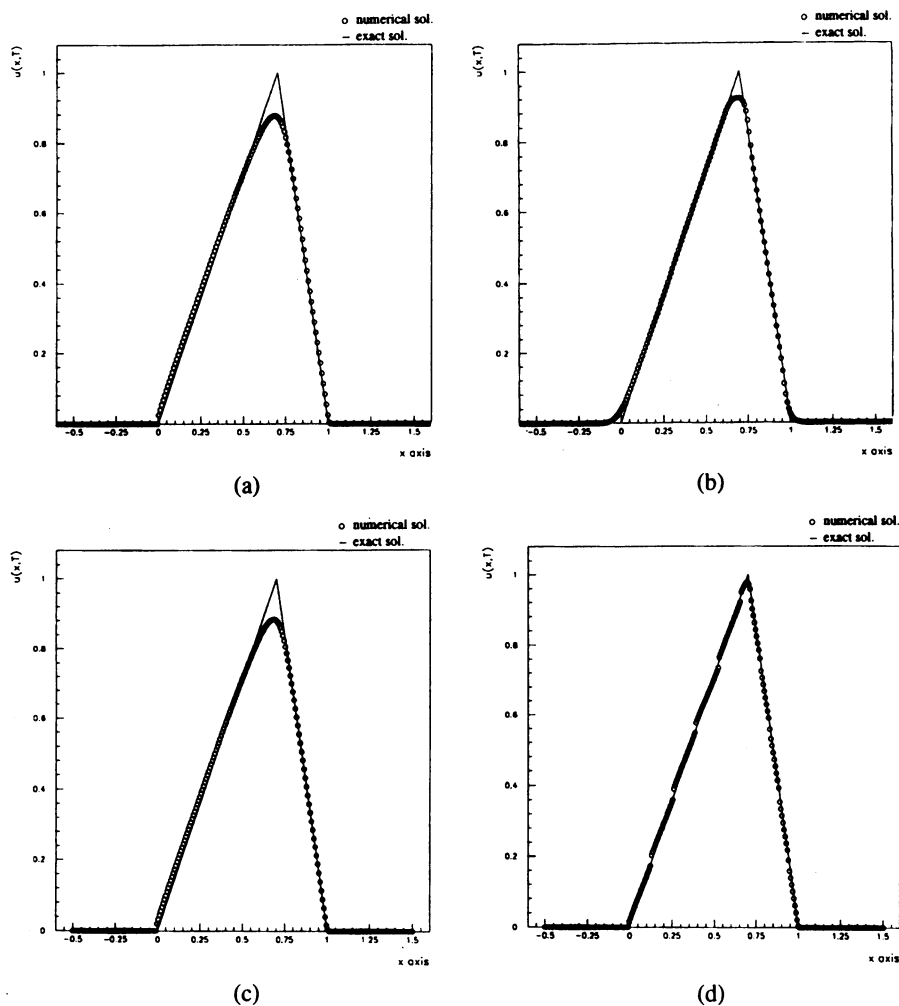 o numerical sol.
— exact sol.
u(x,T)
1
0.8
0.6
0.4
0.2
-0.5 -0.25 0 0.25 0.5 0.75 1 1.25 1.5
x axis
(a)
o numerical sol.
— exact sol.
u(x,T)
1
0.8
0.6
0.4
0.2
-0.5 -0.25 0 0.25 0.5 0.75 1 1.25 1.5
x axis
(b)
o numerical sol.
— exact sol.
u(x,T)
1
0.8
0.6
0.4
0.2
0
-0.5 -0.25 0 0.25 0.5 0.75 1 1.25 1.5
x axis
(c)
o numerical sol.
— exact sol.
u(x,T)
1
0.8
0.6
0.4
0.2
0
-0.5 -0.25 0 0.25 0.5 0.75 1 1.25 1.5
x axis
(d)